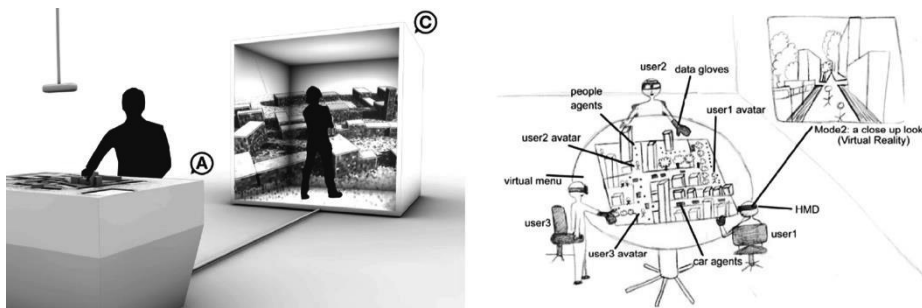 A
C
user2
data gloves
people
agents
user1 avatar
user2 avatar
virtual menu
Mode2: a close up look
(Virtual Reality)
HMD
user3
user1
user3 avatar
car agents